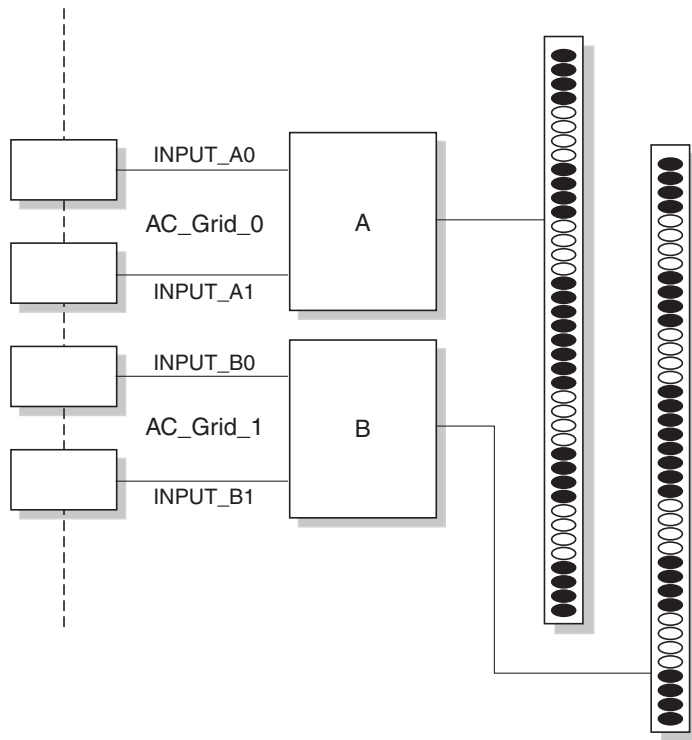 INPUT_A0
AC_Grid_0
A
INPUT_A1
INPUT_B0
AC_Grid_1
B
INPUT_B1